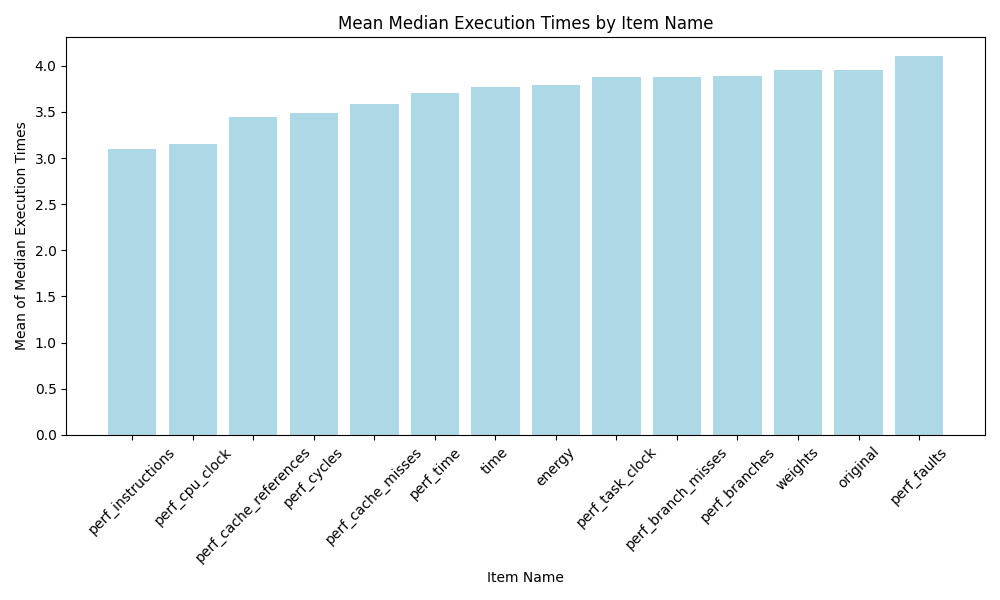 Mean Median Execution Times by Item Name
Mean of Median Execution Times
4.0
3.5
3.0
2.5
2.0
1.5
1.0
0.5
0.0
perf_instructions
perf_cpu_clock
perf_cache_references
perf_cycles
perf_cache_misses
perf_time
time
energy
perf_task_clock
perf_branch_misses
perf_branches
weights
original
perf_faults
Item Name